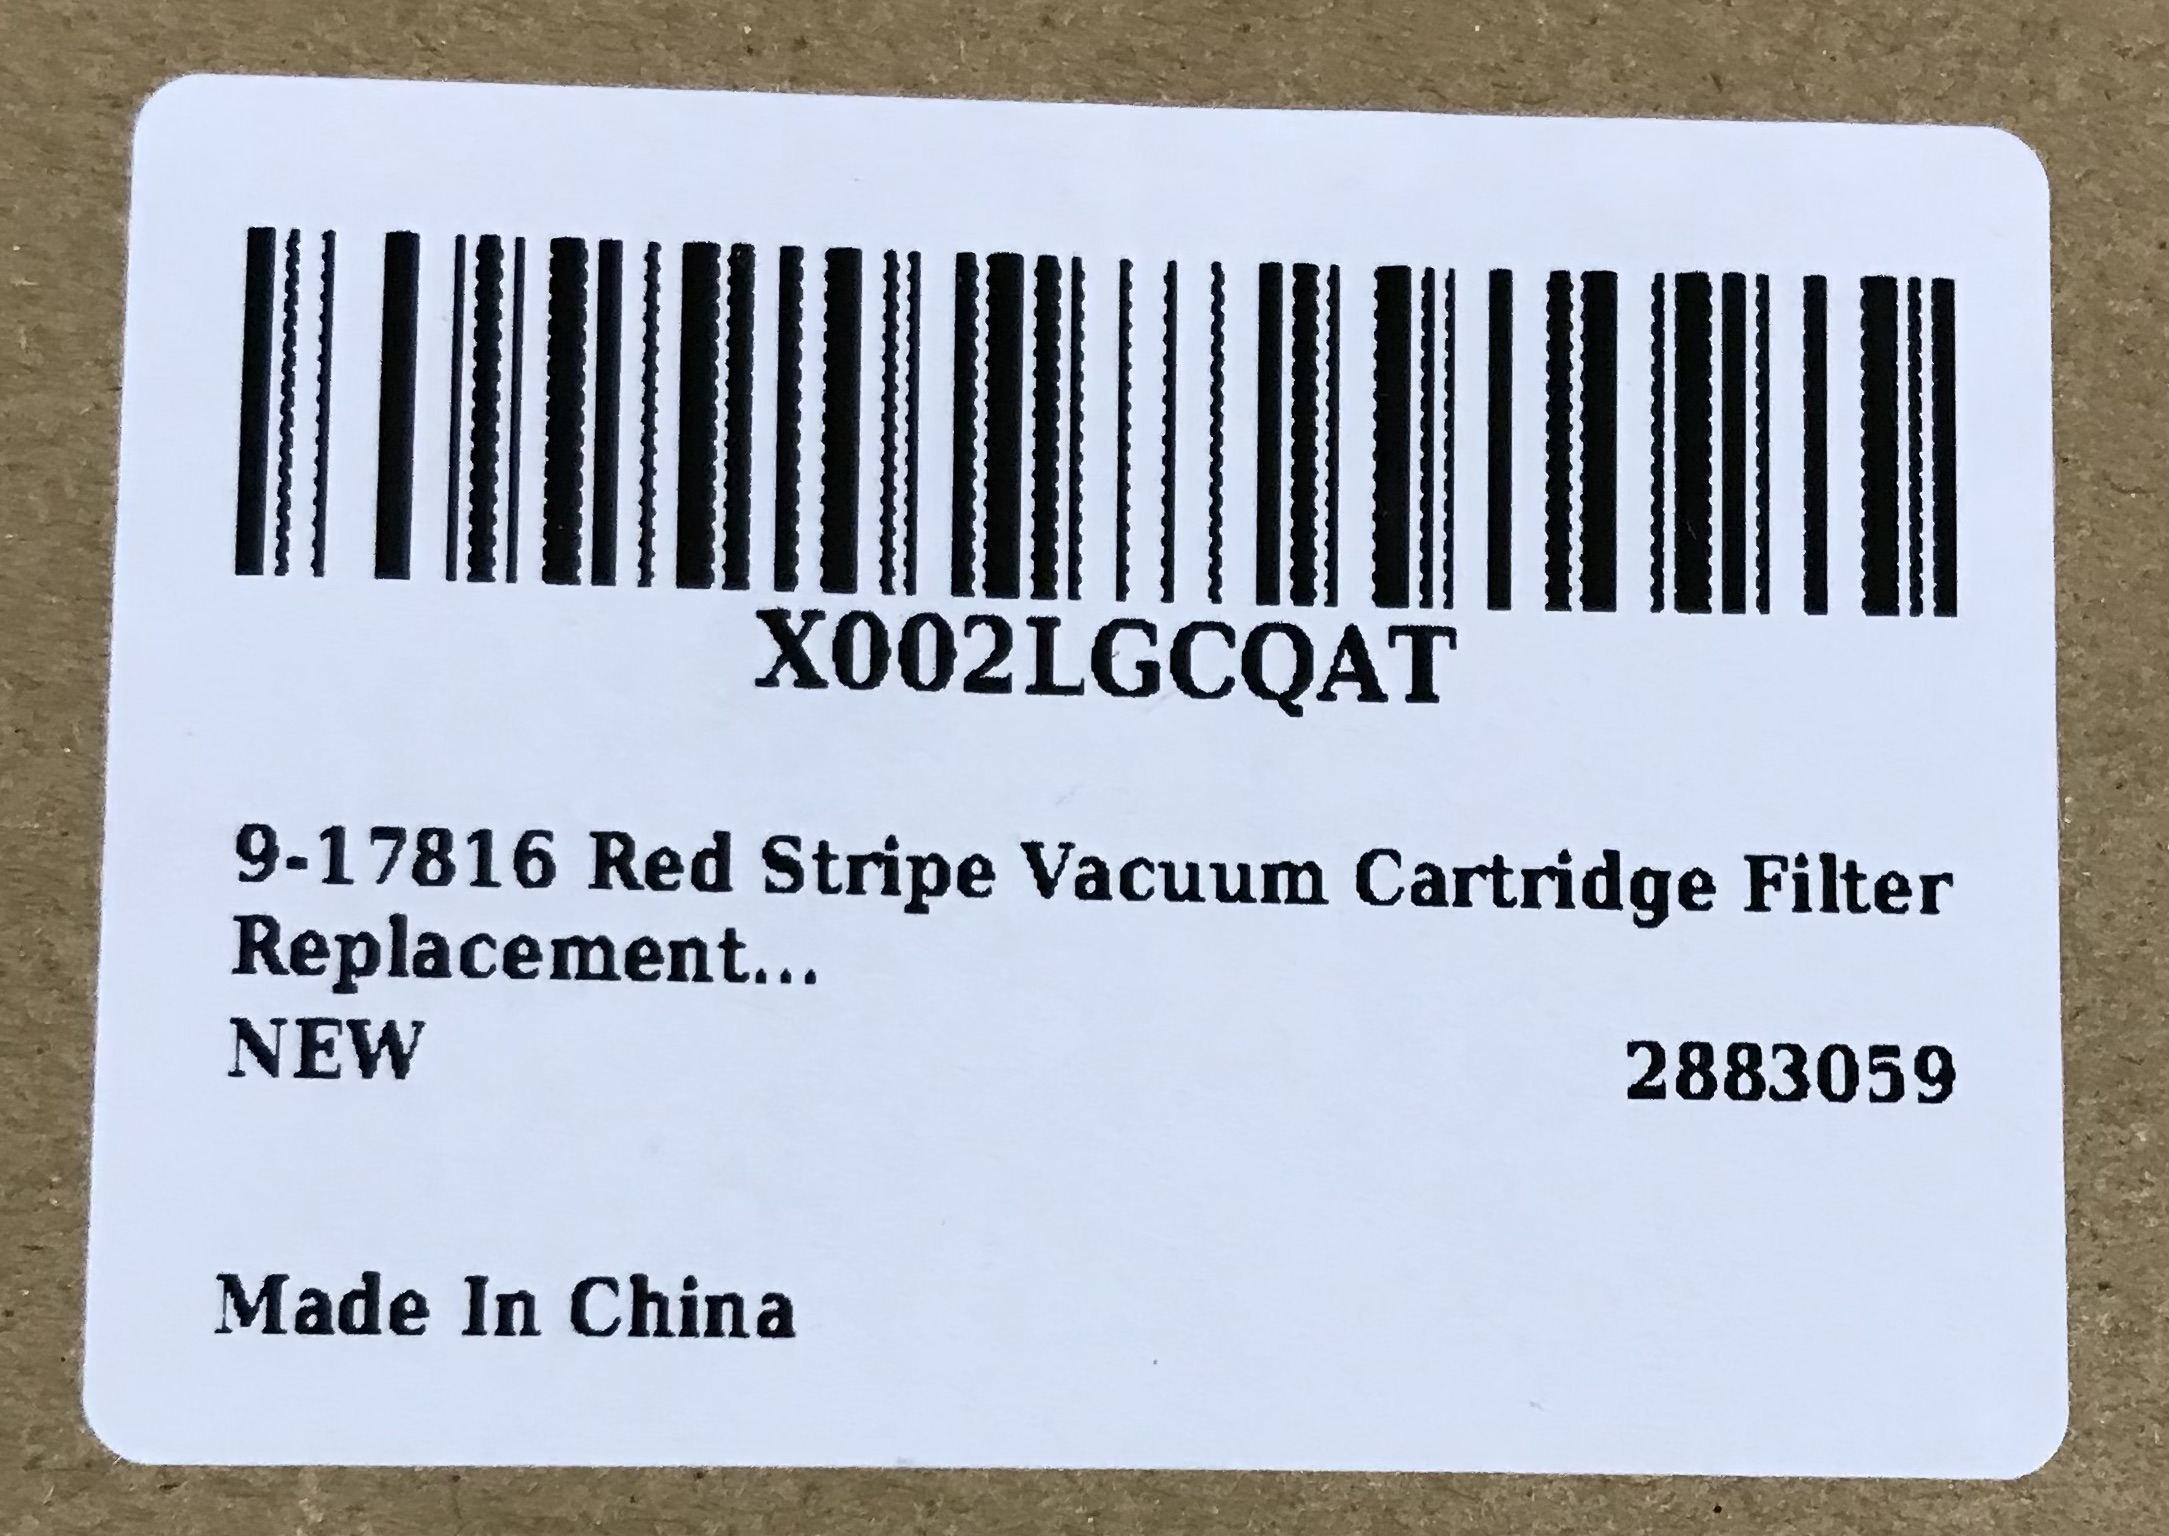 X002LGCQAT
9-17816 Red Stripe Vacuum Cartridge Filter
Replacement...
NEW
2883059
Made In China